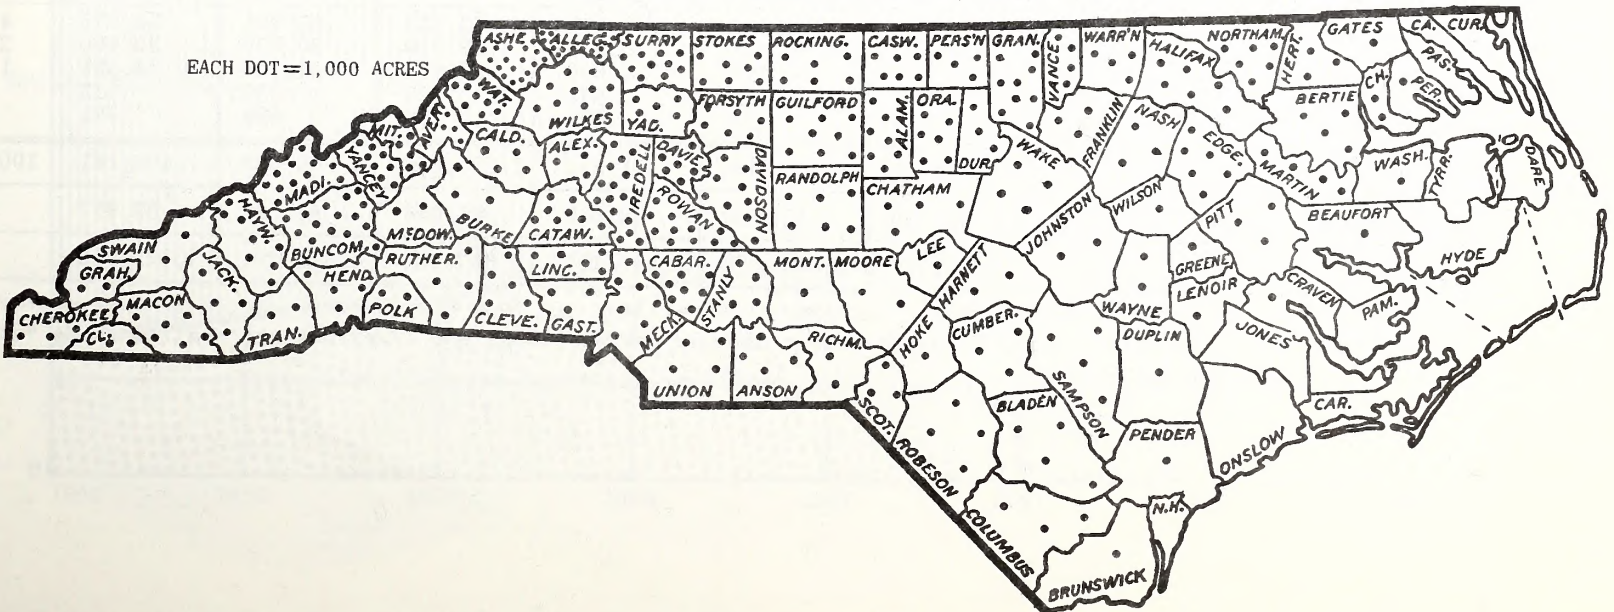 EACH DOT=1,000 ACRES
ASHE
ALLEG.
SURRY
STOKES
ROCKING.
CASW.
PERS'N
GRAN.
VANCE
WARR'N
HALIFAX
NORTHAM.
HERT.
GATES
CA.
CUR.
PAS.
PER.
CH.
WAT.
WILKES
YAD.
FORSYTH
GUILFORD
ALAM.
ORA.
DUR.
FRANKLIN
NASH
EDGE.
BERTIE
MARTIN
WASH.
TYRR.
DARE
MIT.
AVERY
CALD.
ALEX.
IREDELL
DAVIE
DAVIDSON
RANDOLPH
CHATHAM
WAKE
JOHNSTON
WILSON
PITT
BEAUFORT
HYDE
MADI.
YANCEY
BURKE
CATAW.
ROWAN
HAYW.
BUNCOM.
McDOW.
RUTHER.
SWAIN
GRAH.
JACK.
HEND.
POLK
CLEVE.
LINC.
GAST.
CABAR.
STANLY
MECK.
MONT.
MOORE
LEE
HARNETT
GREENE
LENOIR
WAYNE
CRAVEN
PAM.
CHEROKEE
MACON
CL.
TRAN.
UNION
ANSON
RICHM.
HOKE
CUMBER.
SAMPSON
DUPLIN
JONES
SCOT.
ROBESON
BLADEN
PENDER
ONSLOW
CAR.
COLUMBUS
N.H.
BRUNSWICK
100